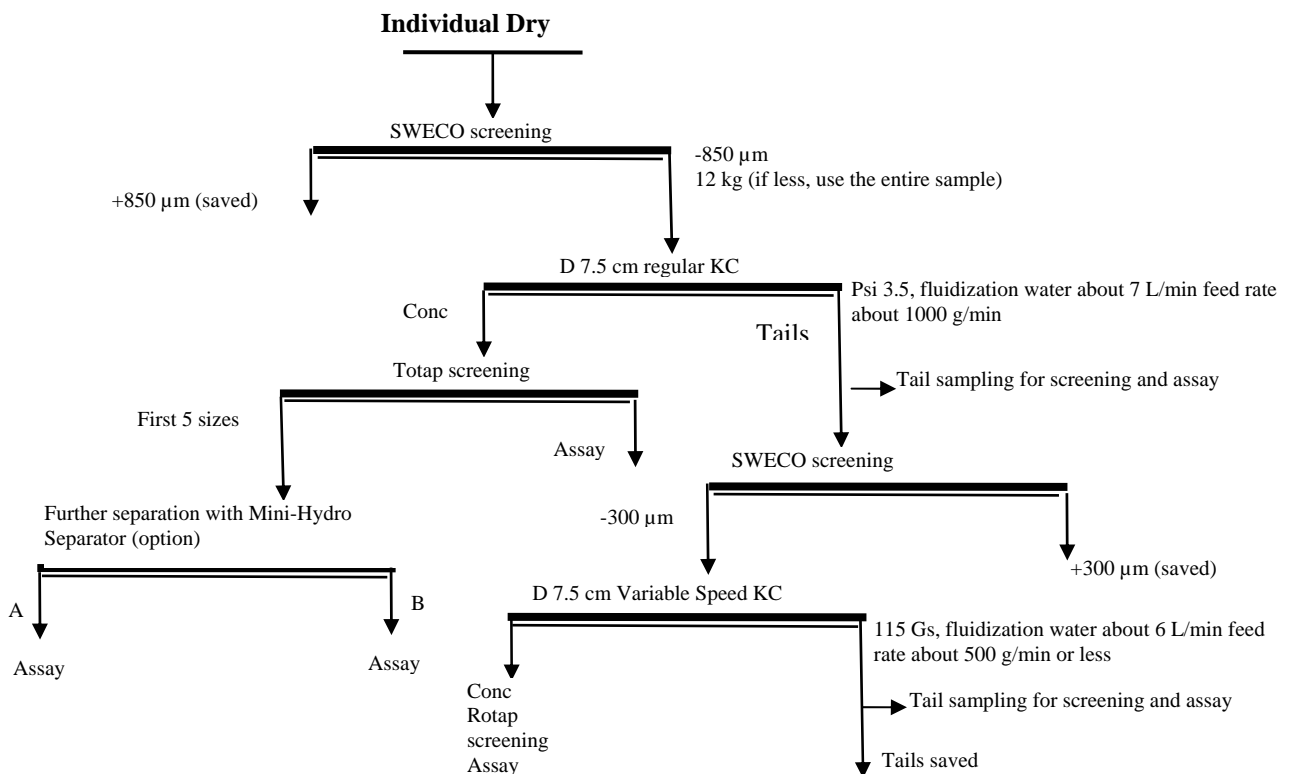 Individual Dry
SWECO screening
-850 µm
12 kg (if less, use the entire sample)
+850 µm (saved)
D 7.5 cm regular KC
Psi 3.5, fluidization water about 7 L/min feed rate
about 1000 g/min
Conc
Tails
Totap screening
Tail sampling for screening and assay
First 5 sizes
Assay
SWECO screening
Further separation with Mini-Hydro
Separator (option)
-300 µm
+300 µm (saved)
D 7.5 cm Variable Speed KC
A
B
115 Gs, fluidization water about 6 L/min feed
rate about 500 g/min or less
Assay
Assay
Conc
Rotap
screening
Assay
Tail sampling for screening and assay
Tails saved